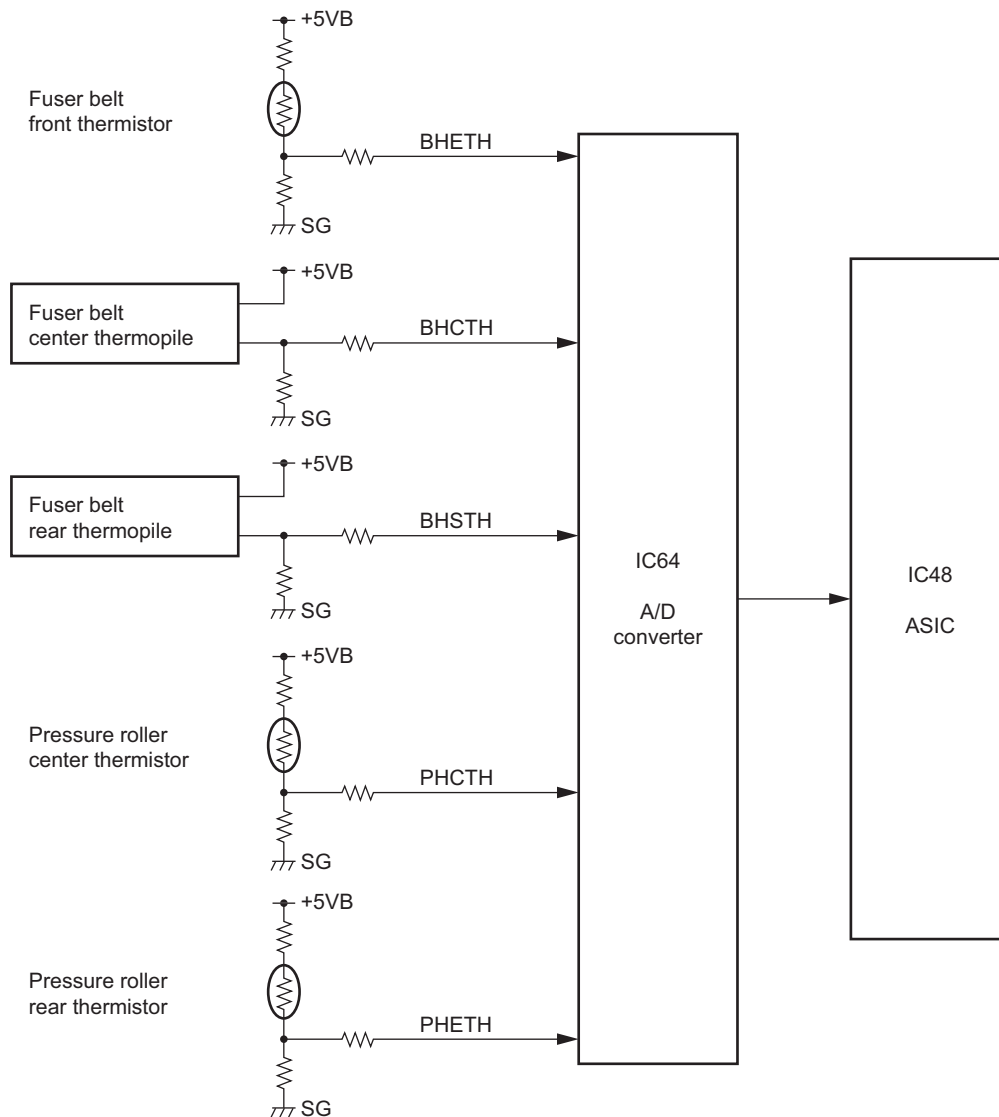 +5VB
Fuser belt
front thermistor
BHETH
SG
+5VB
Fuser belt
center thermopile
BHCTH
SG
+5VB
Fuser belt
rear thermopile
BHSTH
SG
IC64
A/D
converter
IC48
ASIC
+5VB
Pressure roller
center thermistor
PHCTH
SG
+5VB
Pressure roller
rear thermistor
PHETH
SG